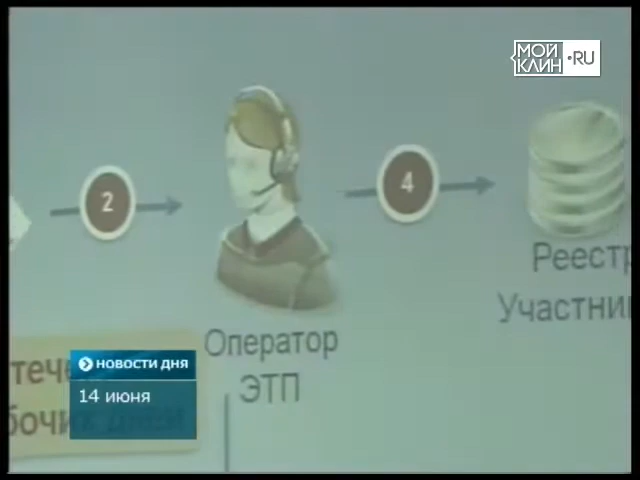 МОЙ
КЛИН .RU
2
4
Реестр
Участни
Оператор
ЭТП
НОВОСТИ ДНЯ
14 июня